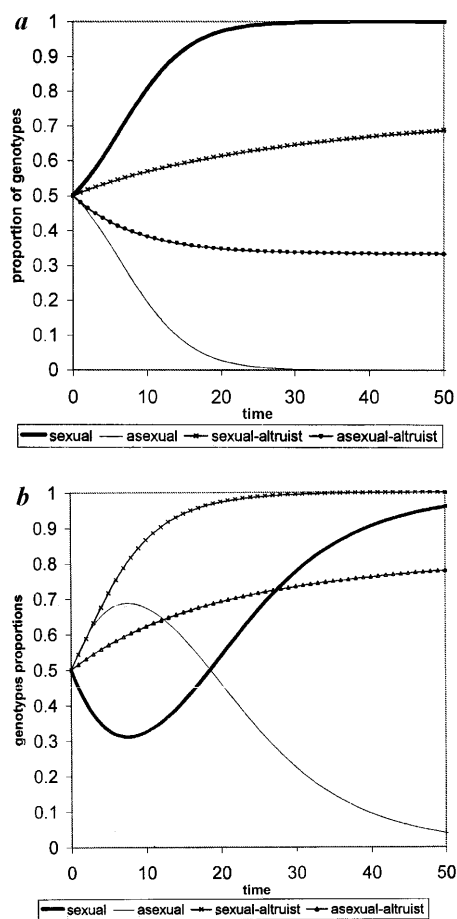 a
1
0.9
0.8
0.7
0.6
0.5
0.4
0.3
0.2
0.1
0
proportion of genotypes
0 10 20 30 40 50
time
sexual asexual sexual-altruist asexual-altruist
b
1
0.9
0.8
0.7
0.6
0.5
0.4
0.3
0.2
0.1
0
genotypes proportions
0 10 20 30 40 50
time
sexual asexual sexual-altruist asexual-altruist